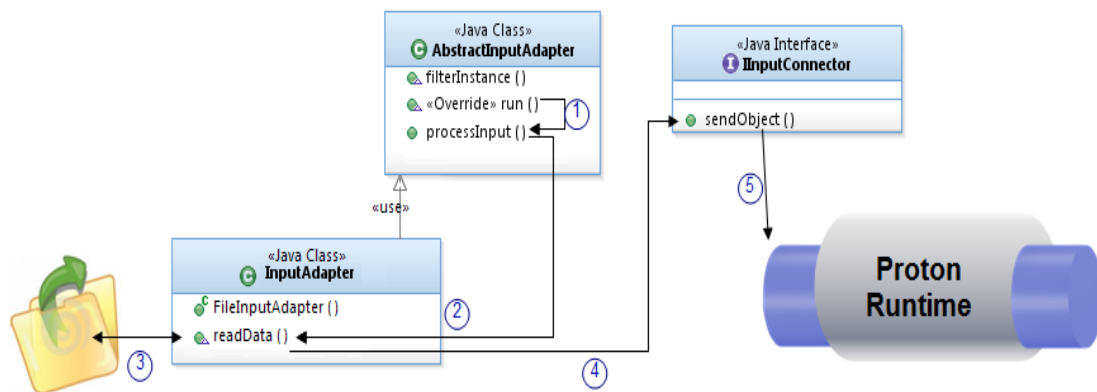 «Java Class»
C AbstractInputAdapter
filterInstance ( )
«Override» run ( )
processInput ( )
1
«Java Interface»
I IInputConnector
sendObject ( )
5
«use»
«Java Class»
C InputAdapter
C FileInputAdapter ( )
readData ( )
2
3
4
Proton
Runtime